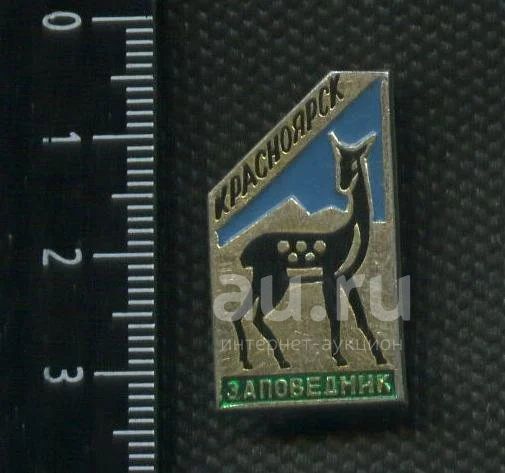 0
1
2
3
КРАСНОЯРСК
ЗАПОВЕДНИК
au.ru
интернет-аукцион